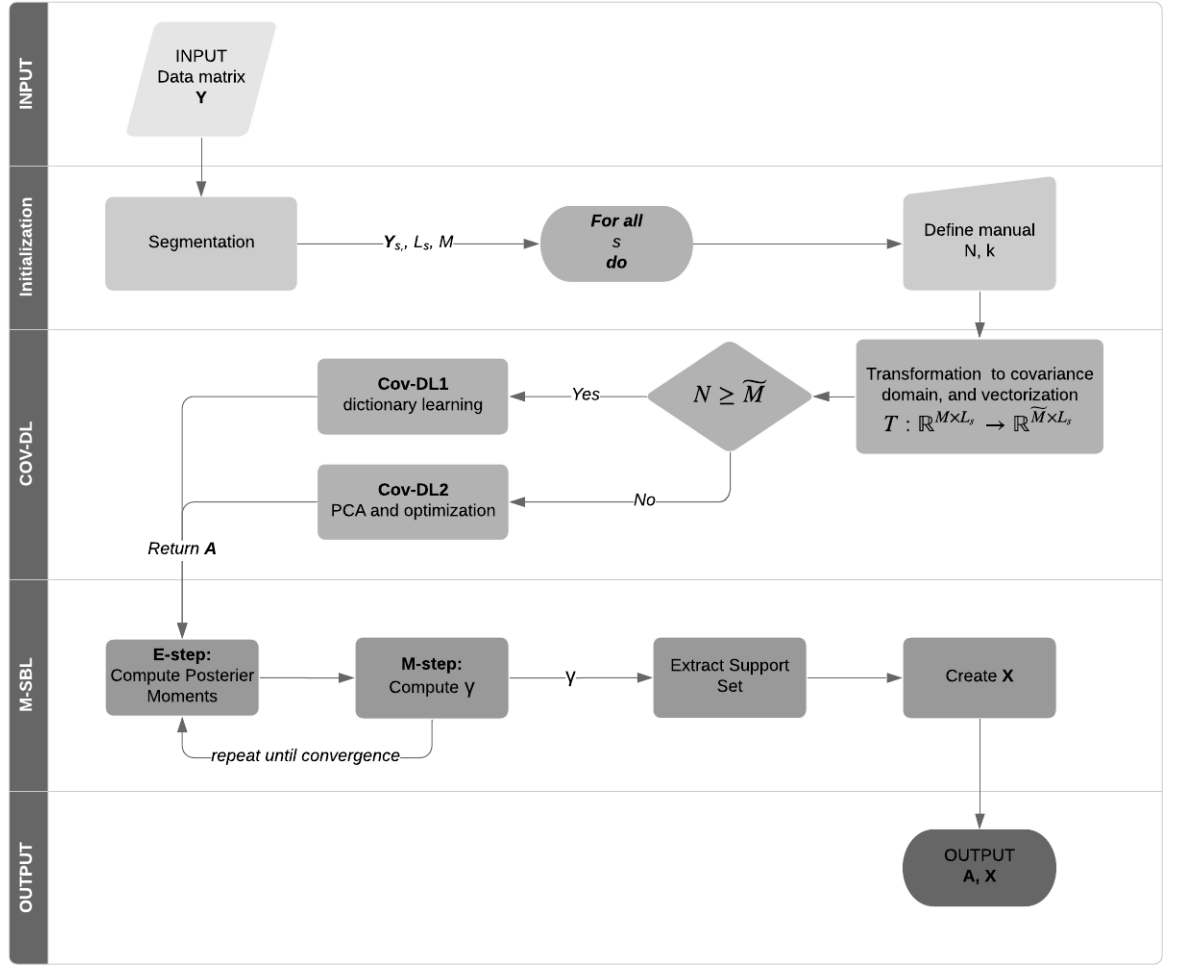 INPUT
INPUT
Data matrix
Y
Initialization
Segmentation
Yₛ,, Lₛ, M
For all
s
do
Define manual
N, k
COV-DL
Transformation to covariance
domain, and vectorization
T : ℝ^{M×Lₛ} → ℝ^{M̃×Lₛ}
N ≥ M̃
Yes
Cov-DL1
dictionary learning
No
Cov-DL2
PCA and optimization
Return A
M-SBL
E-step:
Compute Posterier
Moments
M-step:
Compute γ
repeat until convergence
γ
Extract Support
Set
Create X
OUTPUT
OUTPUT
A, X